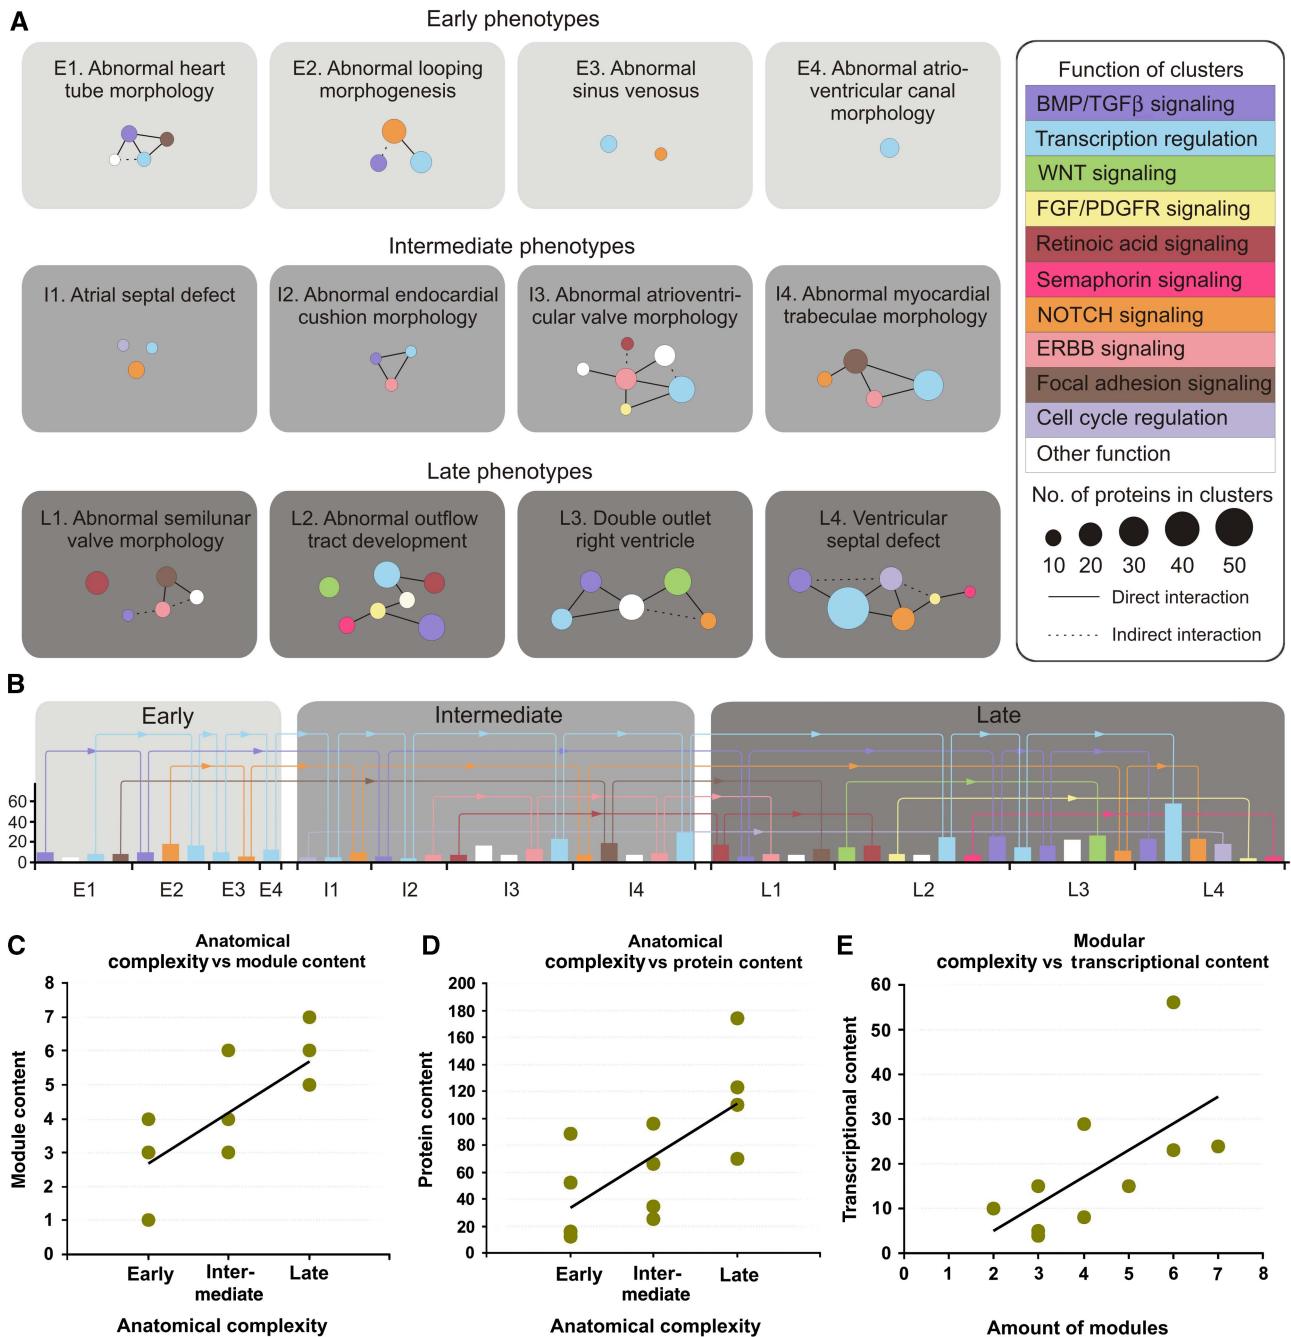 A
Early phenotypes
E1. Abnormal heart
tube morphology
E2. Abnormal looping
morphogenesis
E3. Abnormal
sinus venosus
E4. Abnormal atrio-
ventricular canal
morphology
Intermediate phenotypes
I1. Atrial septal defect
I2. Abnormal endocardial
cushion morphology
I3. Abnormal atrioventri-
cular valve morphology
I4. Abnormal myocardial
trabeculae morphology
Late phenotypes
L1. Abnormal semilunar
valve morphology
L2. Abnormal outflow
tract development
L3. Double outlet
right ventricle
L4. Ventricular
septal defect
Function of clusters
BMP/TGFβ signaling
Transcription regulation
WNT signaling
FGF/PDGFR signaling
Retinoic acid signaling
Semaphorin signaling
NOTCH signaling
ERBB signaling
Focal adhesion signaling
Cell cycle regulation
Other function
No. of proteins in clusters
10 20 30 40 50
Direct interaction
Indirect interaction
B
Early
Intermediate
Late
60
40
20
0
E1 E2 E3 E4 I1 I2 I3 I4 L1 L2 L3 L4
C
Anatomical
complexity vs module content
Module content
8
7
6
5
4
3
2
1
0
Early
Inter-
mediate
Late
Anatomical complexity
D
Anatomical
complexity vs protein content
Protein content
200
180
160
140
120
100
80
60
40
20
0
Early
Inter-
mediate
Late
Anatomical complexity
E
Modular
complexity vs transcriptional content
Transcriptional content
60
50
40
30
20
10
0
0 1 2 3 4 5 6 7 8
Amount of modules